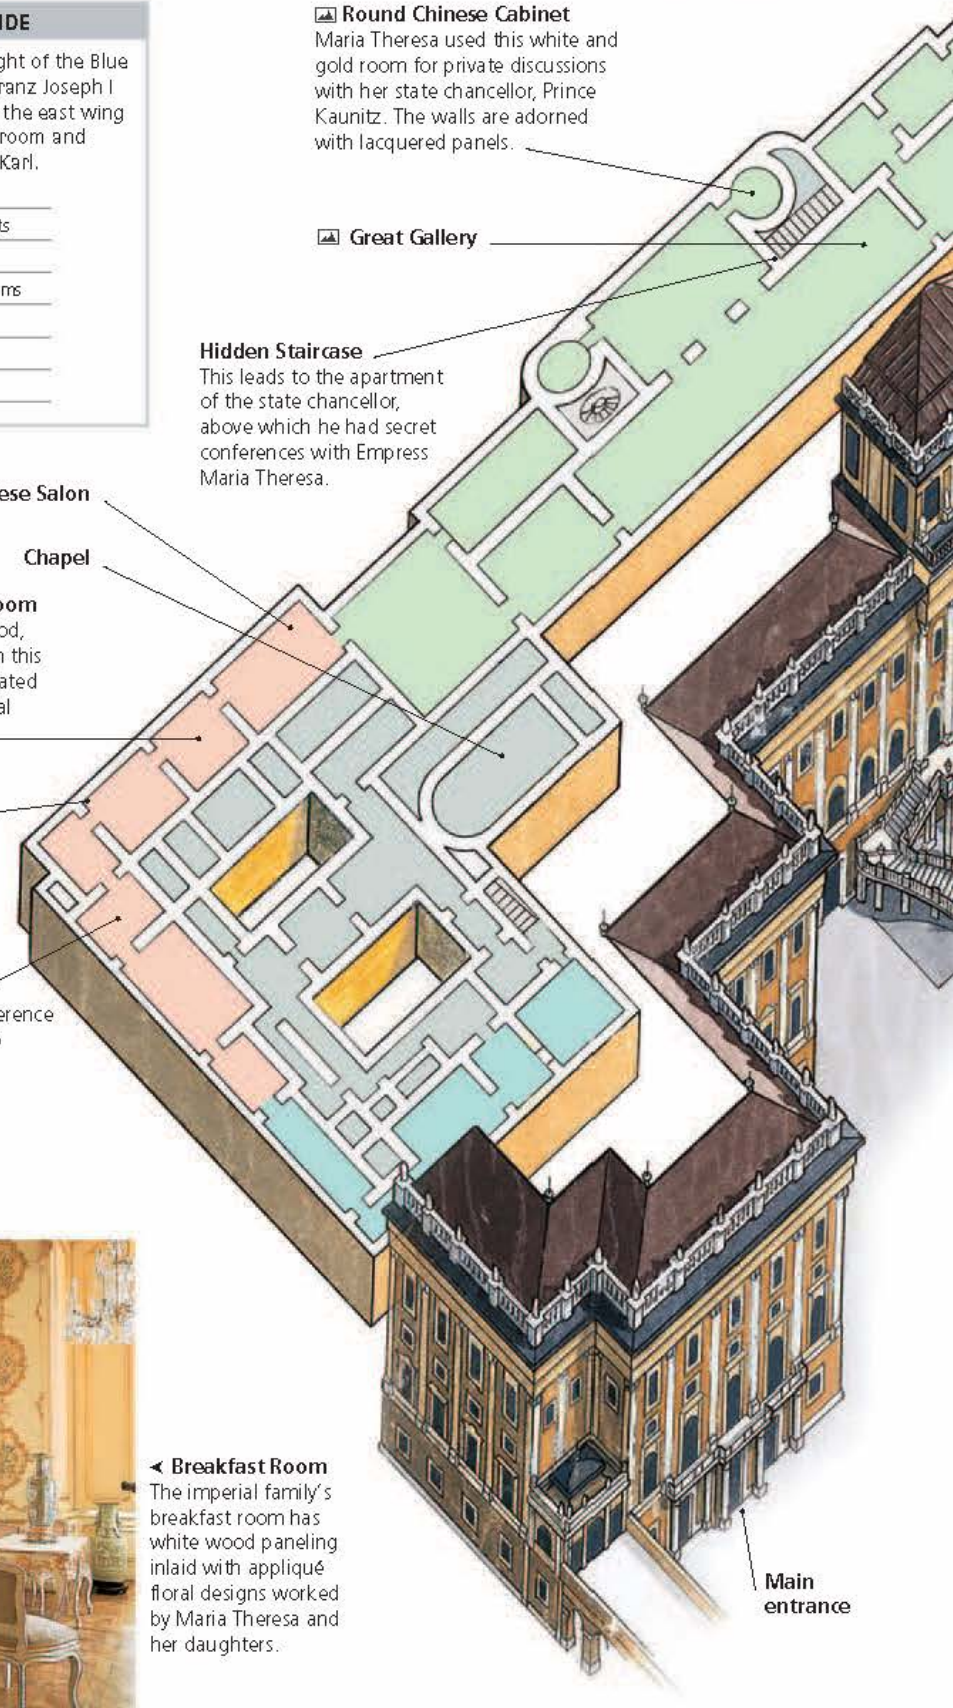 IDE
ght of the Blue
ranz Joseph I
the east wing
room and
Karl.
ts
ms
Round Chinese Cabinet
Maria Theresa used this white and
gold room for private discussions
with her state chancellor, Prince
Kaunitz. The walls are adorned
with lacquered panels.
Great Gallery
Hidden Staircase
This leads to the apartment
of the state chancellor,
above which he had secret
conferences with Empress
Maria Theresa.
ese Salon
Chapel
oom
od,
n this
ated
al
erence
➤ Breakfast Room
The imperial family's
breakfast room has
white wood paneling
inlaid with appliqué
floral designs worked
by Maria Theresa and
her daughters.
Main
entrance